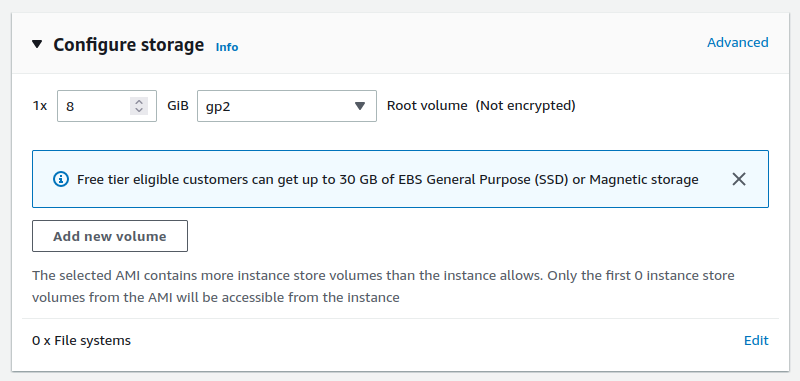 Configure storage Info Advanced
1x 8 GiB gp2 Root volume (Not encrypted)
Free tier eligible customers can get up to 30 GB of EBS General Purpose (SSD) or Magnetic storage
Add new volume
The selected AMI contains more instance store volumes than the instance allows. Only the first 0 instance store
volumes from the AMI will be accessible from the instance
0 x File systems Edit